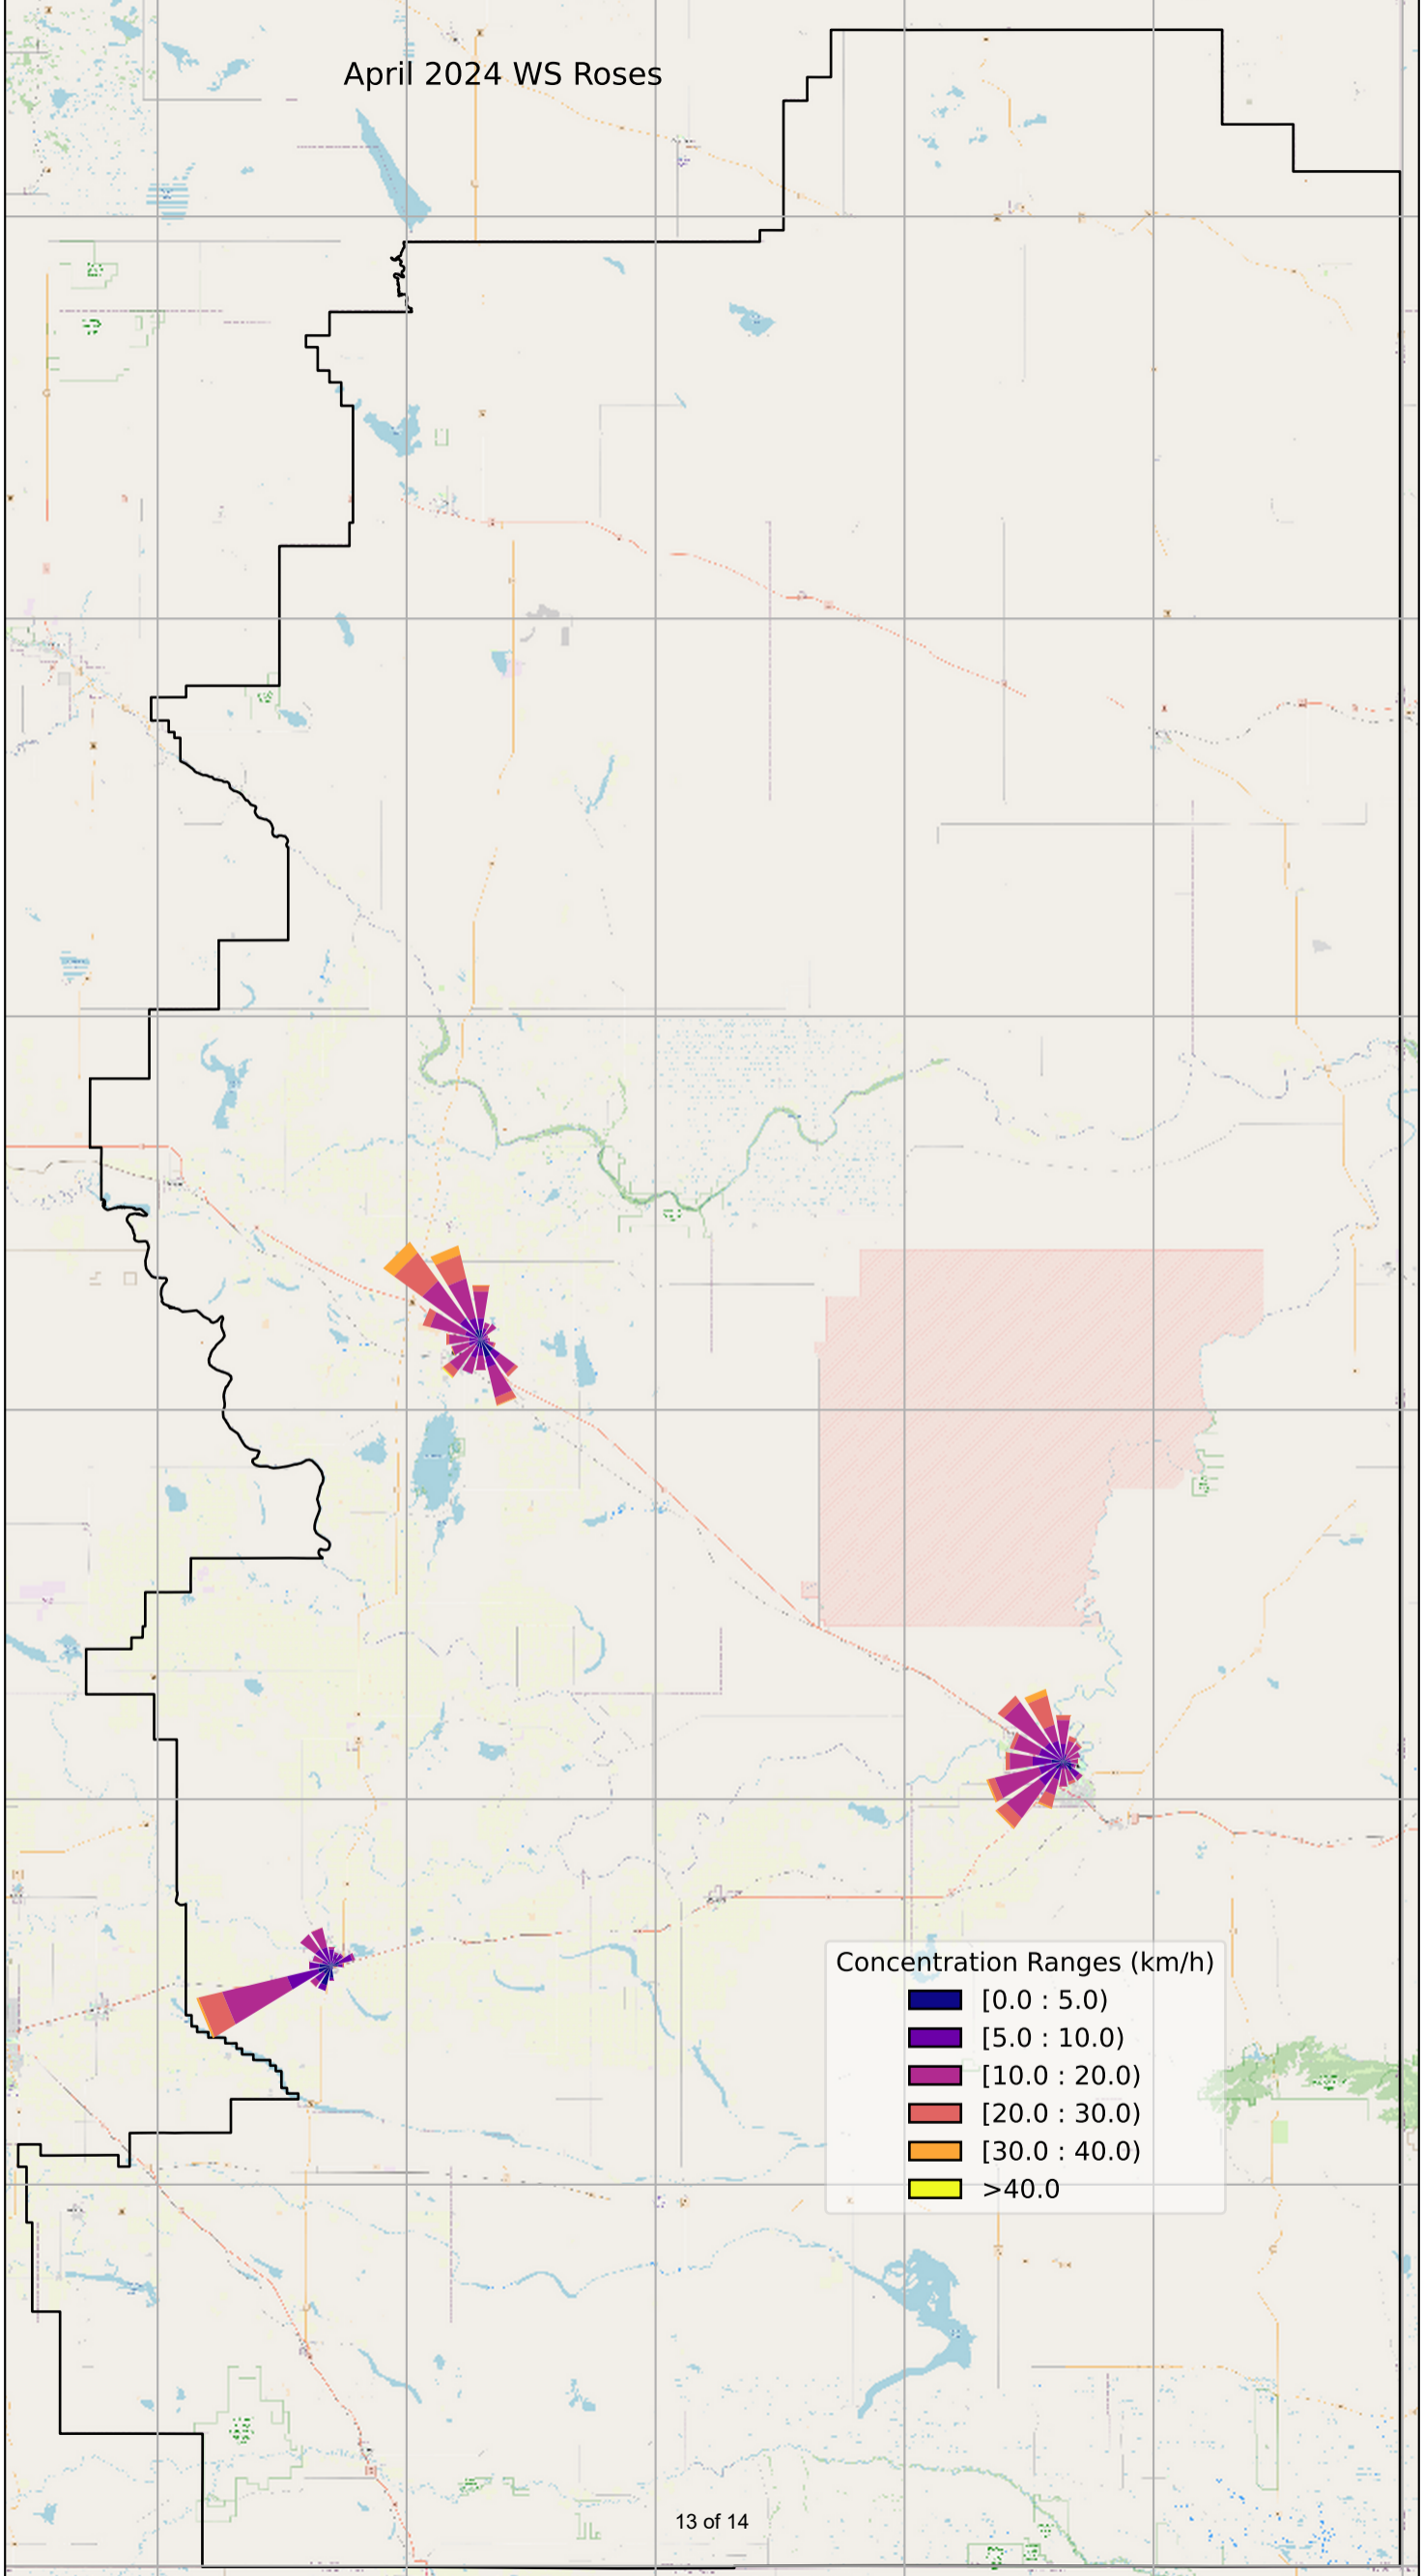 April 2024 WS Roses
Concentration Ranges (km/h)
[0.0 : 5.0)
[5.0 : 10.0)
[10.0 : 20.0)
[20.0 : 30.0)
[30.0 : 40.0)
>40.0
13 of 14